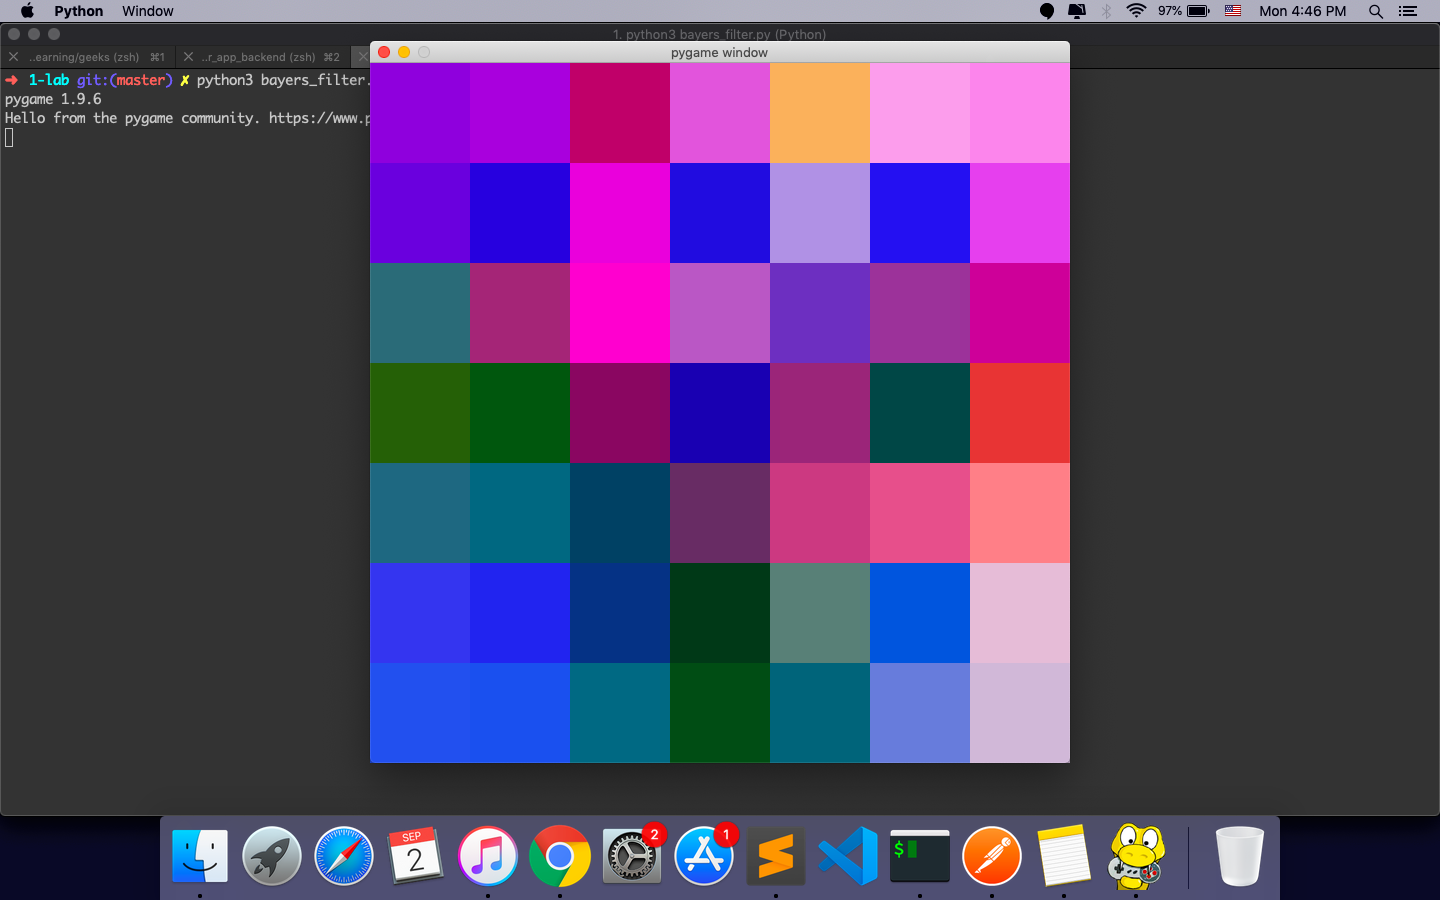 Python Window 97% Mon 4:46 PM
1. python3 bayers_filter.py (Python)
..earning/geeks (zsh) ⌘1 ..r_app_backend (zsh) ⌘2
pygame window
➜ 1-lab git:(master) ✗ python3 bayers_filter.
pygame 1.9.6
Hello from the pygame community. https://www.p
SEP
2
2
1
$